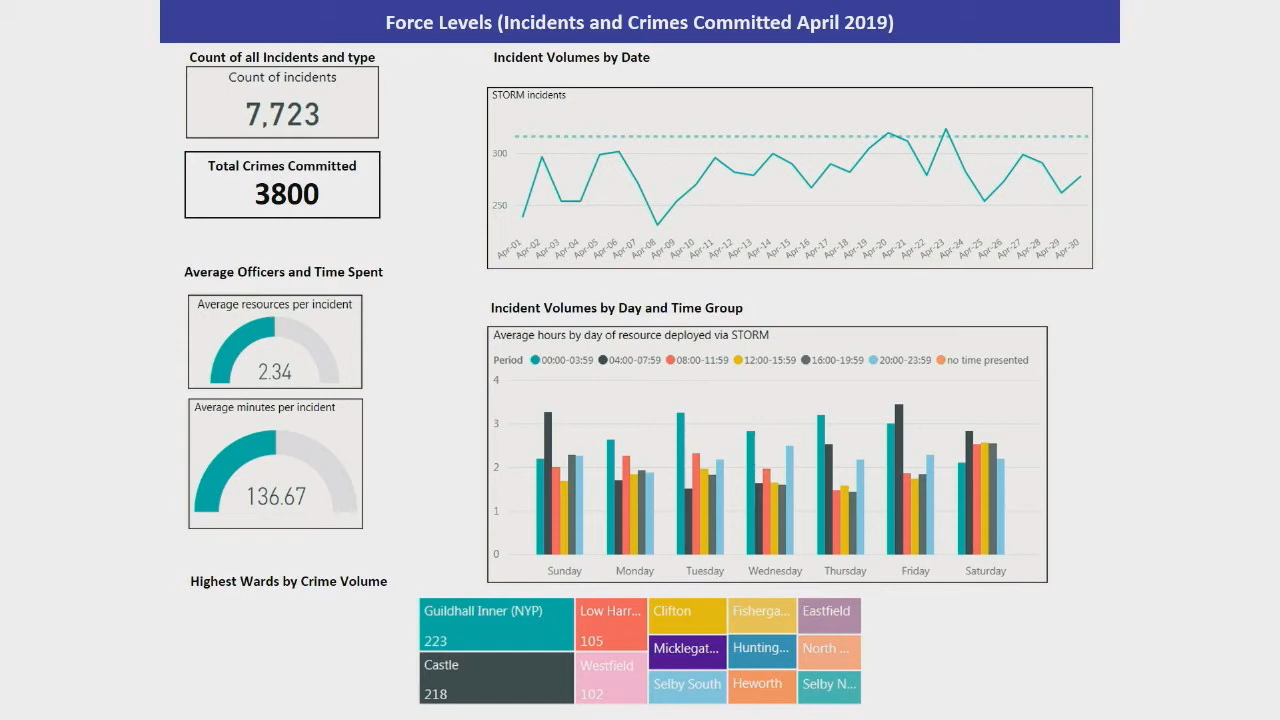 Force Levels (Incidents and Crimes Committed April 2019)
Count of all Incidents and type
Count of incidents
7,723
Total Crimes Committed
3800
Average Officers and Time Spent
Average resources per incident
2.34
Average minutes per incident
136.67
Highest Wards by Crime Volume
Incident Volumes by Date
STORM incidents
300
250
Apr-01 Apr-02 Apr-03 Apr-04 Apr-05 Apr-06 Apr-07 Apr-08 Apr-09 Apr-10 Apr-11 Apr-12 Apr-13 Apr-14 Apr-15 Apr-16 Apr-17 Apr-18 Apr-19 Apr-20 Apr-21 Apr-22 Apr-23 Apr-24 Apr-25 Apr-26 Apr-27 Apr-28 Apr-29 Apr-30
Incident Volumes by Day and Time Group
Average hours by day of resource deployed via STORM
Period 00:00-03:59 04:00-07:59 08:00-11:59 12:00-15:59 16:00-19:59 20:00-23:59 no time presented
4
3
2
1
0
Sunday Monday Tuesday Wednesday Thursday Friday Saturday
Guildhall Inner (NYP)
223
Castle
218
Low Harr...
105
Westfield
102
Clifton
Micklegat...
Selby South
Fisherga...
Hunting...
Heworth
Eastfield
North ...
Selby N...